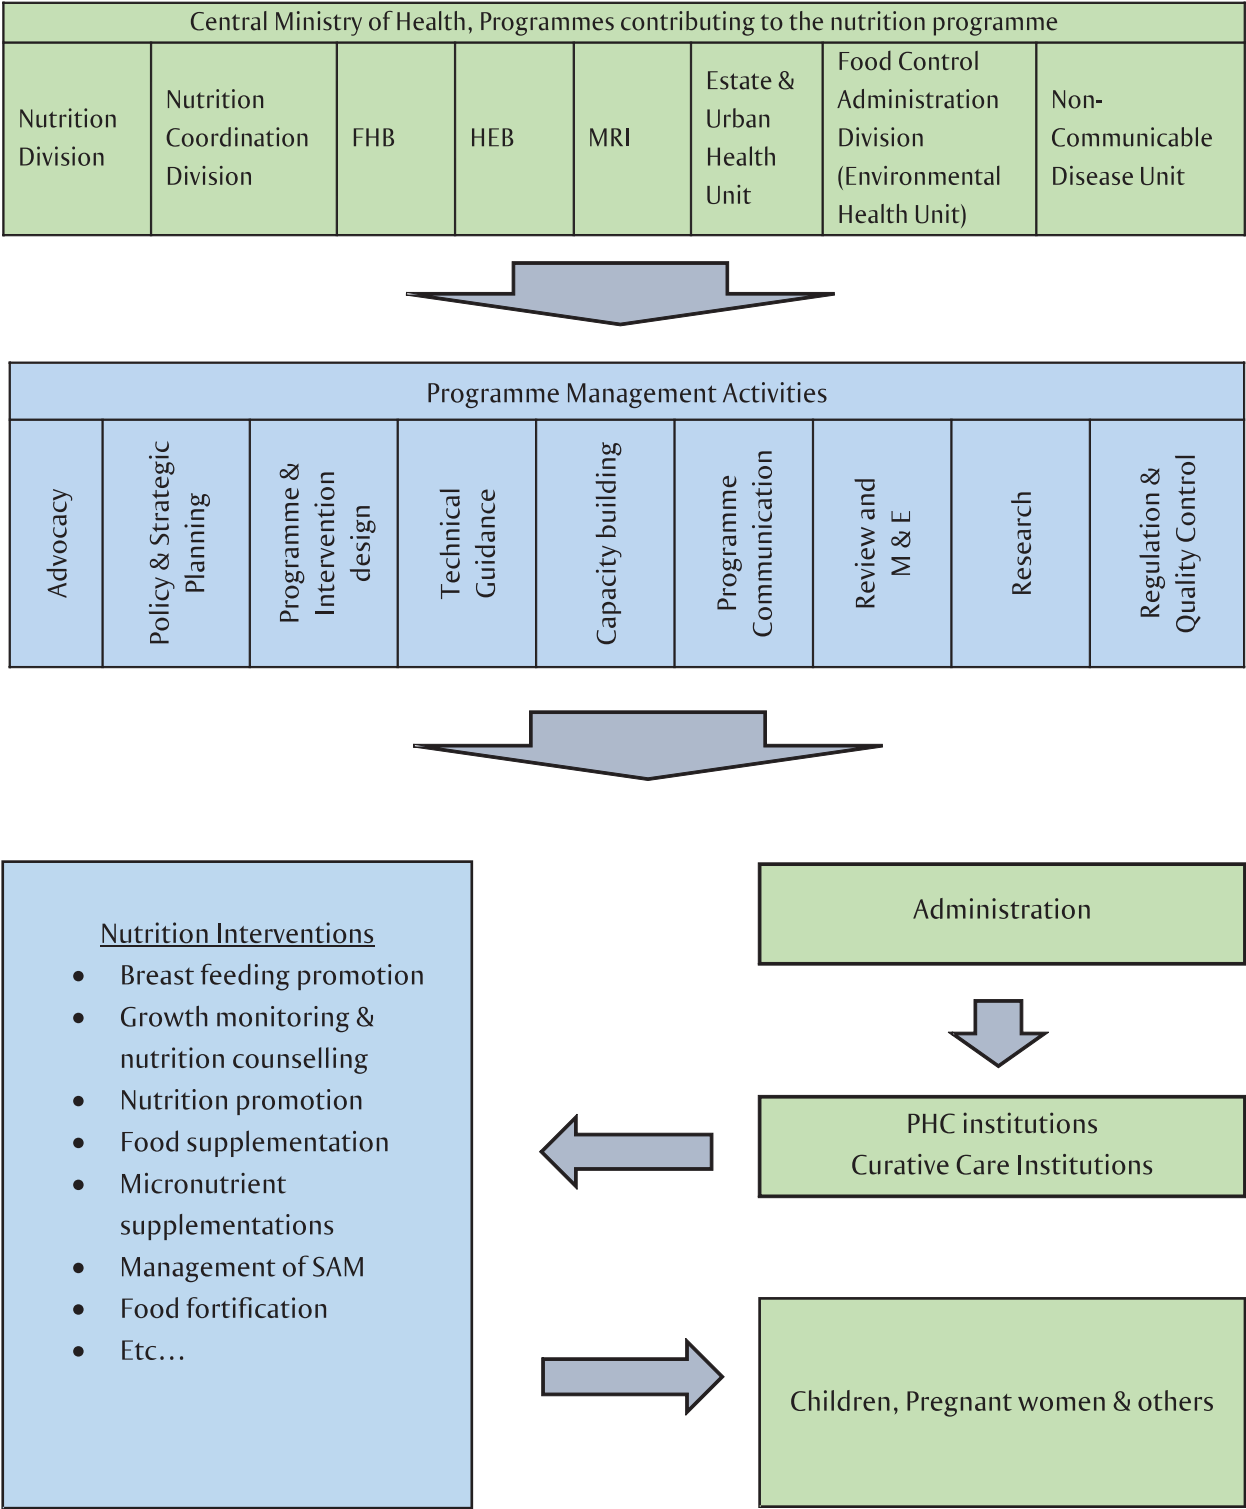 Central Ministry of Health, Programmes contributing to the nutrition programme
Nutrition
Division
Nutrition
Coordination
Division
FHB
HEB
MRI
Estate &
Urban
Health
Unit
Food Control
Administration
Division
(Environmental
Health Unit)
Non-
Communicable
Disease Unit
Programme Management Activities
Advocacy
Policy & Strategic
Planning
Programme &
Intervention
design
Technical
Guidance
Capacity building
Programme
Communication
Review and
M & E
Research
Regulation &
Quality Control
Nutrition Interventions
• Breast feeding promotion
• Growth monitoring &
nutrition counselling
• Nutrition promotion
• Food supplementation
• Micronutrient
supplementations
• Management of SAM
• Food fortification
• Etc...
Administration
PHC institutions
Curative Care Institutions
Children, Pregnant women & others